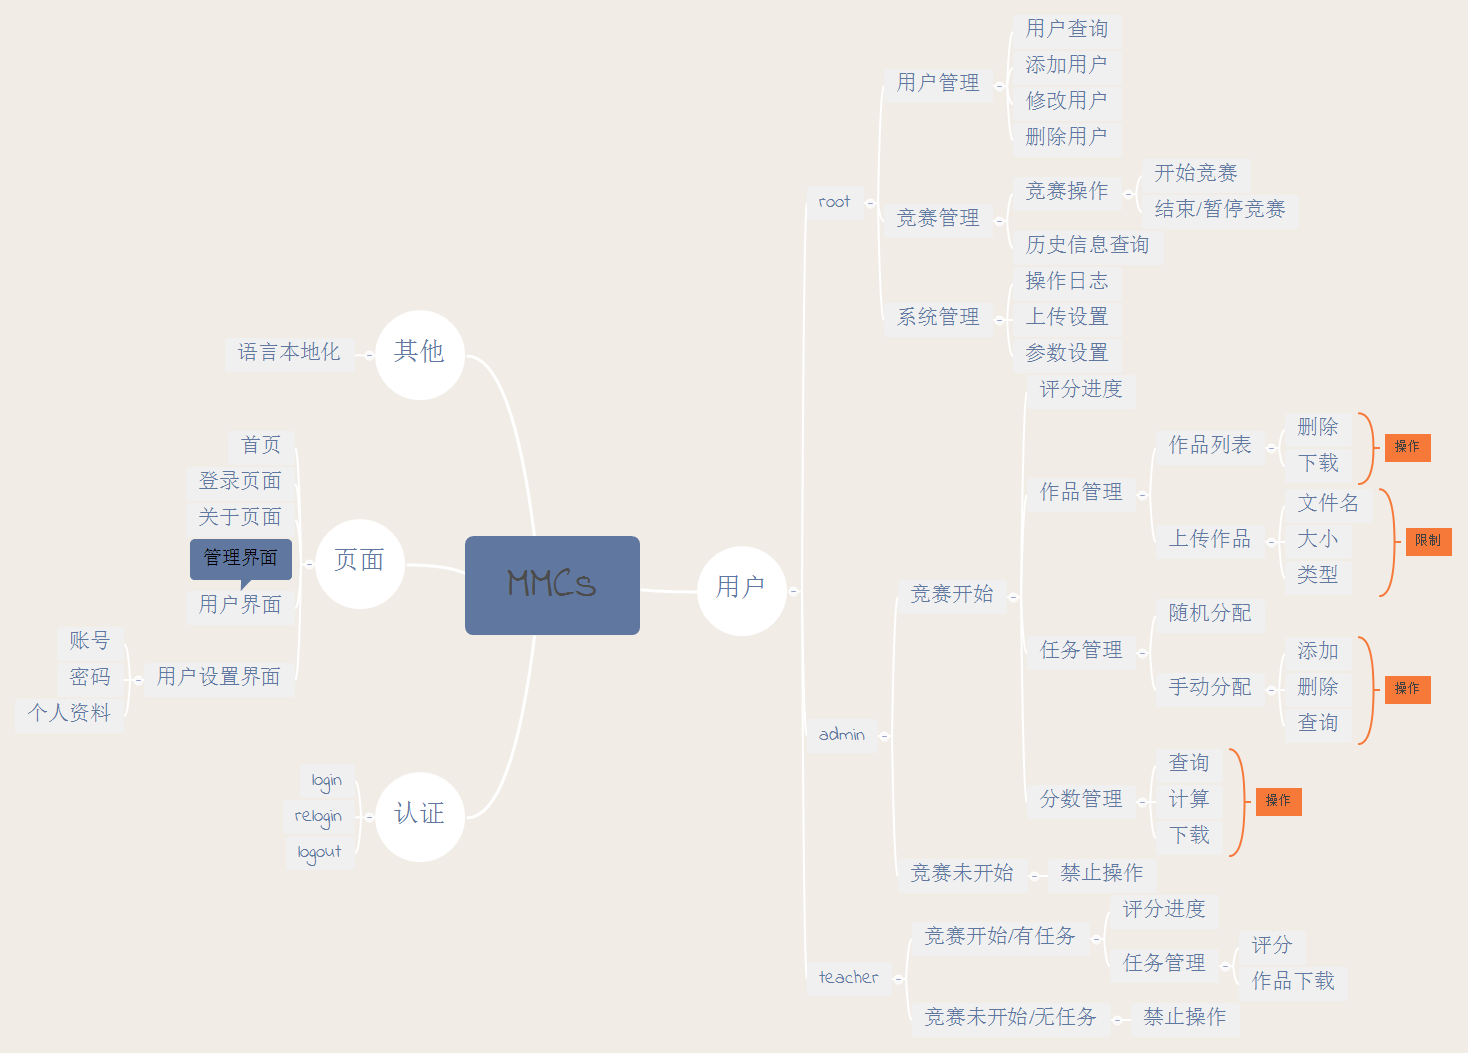 MMCs
用户
root
用户管理
用户查询
添加用户
修改用户
删除用户
竞赛管理
竞赛操作
开始竞赛
结束/暂停竞赛
历史信息查询
系统管理
操作日志
上传设置
参数设置
admin
竞赛开始
评分进度
作品管理
作品列表
删除
下载
操作
上传作品
文件名
大小
类型
限制
任务管理
随机分配
手动分配
添加
删除
查询
操作
分数管理
查询
计算
下载
操作
竞赛未开始
禁止操作
teacher
竞赛开始/有任务
评分进度
任务管理
评分
作品下载
竞赛未开始/无任务
禁止操作
其他
语言本地化
页面
首页
登录页面
关于页面
管理界面
用户界面
用户设置界面
账号
密码
个人资料
认证
login
relogin
logout